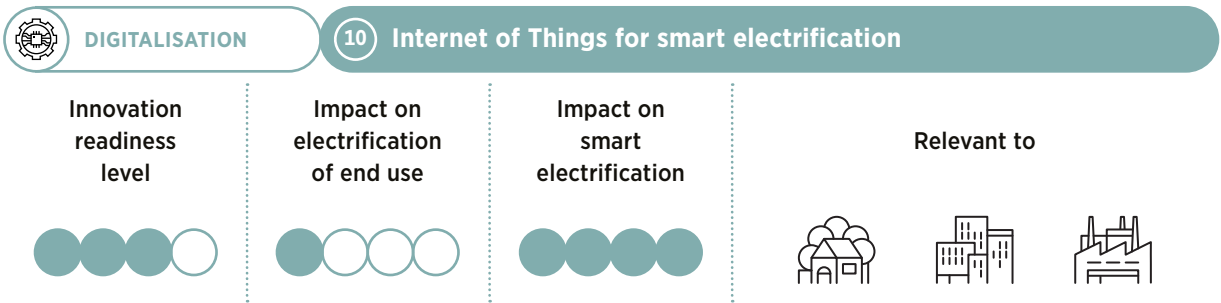 DIGITALISATION
10 Internet of Things for smart electrification
Innovation
readiness
level
Impact on
electrification
of end use
Impact on
smart
electrification
Relevant to